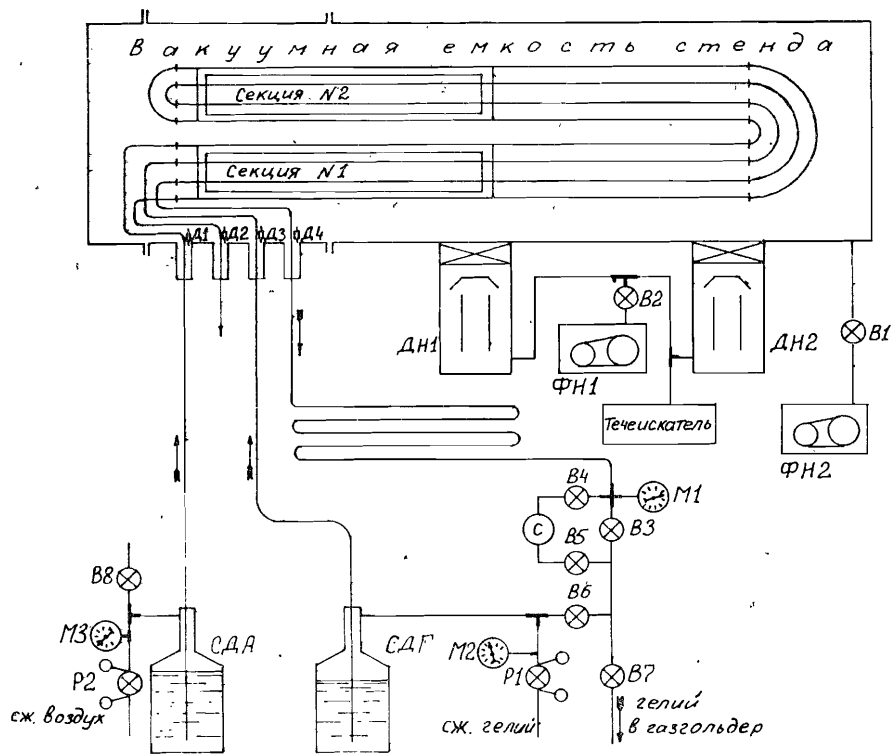 Вакуумная емкость стенда
Секция N2
Секция N1
Д1 Д2 Д3 Д4
В2
В1
ДН1
ДН2
ФН1
Течеискатель
ФН2
В4
М1
С
В3
В5
В8
В6
М3
СДА
СДГ
М2
Р2
Р1
В7
сж. воздух
сж. гелий
гелий
в газгольдер